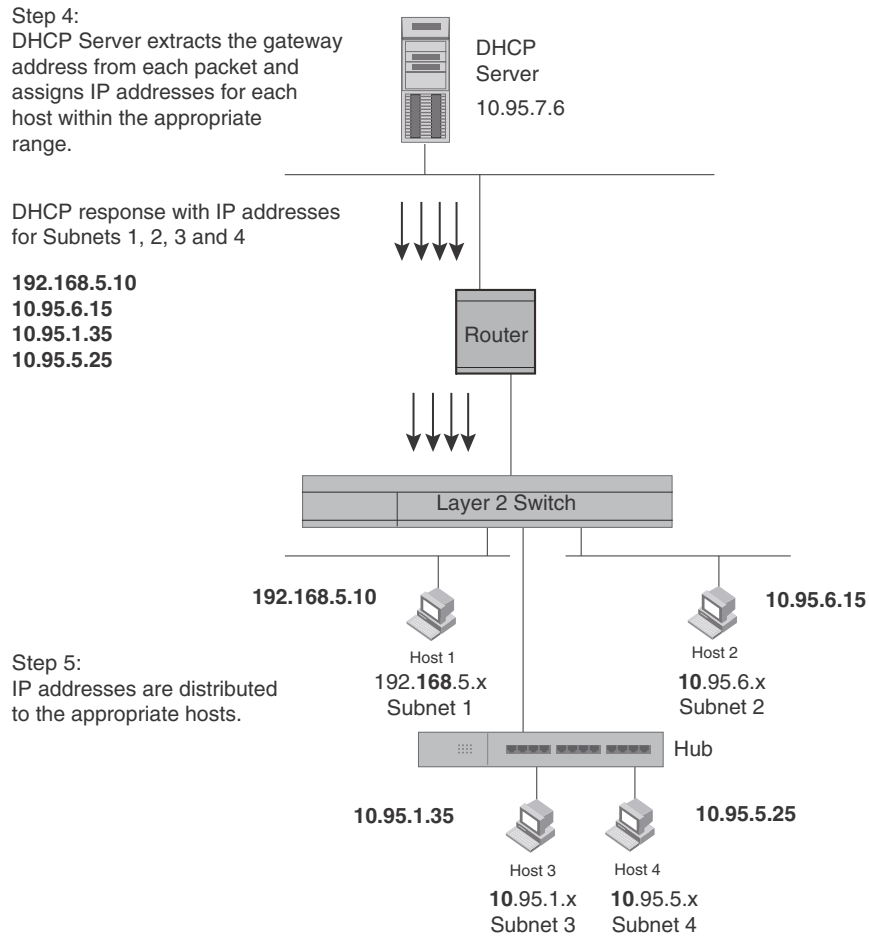 Step 4:
DHCP Server extracts the gateway
address from each packet and
assigns IP addresses for each
host within the appropriate
range.
DHCP
Server
10.95.7.6
DHCP response with IP addresses
for Subnets 1, 2, 3 and 4
192.168.5.10
10.95.6.15
10.95.1.35
10.95.5.25
Router
Layer 2 Switch
192.168.5.10
10.95.6.15
Host 1
192.168.5.x
Subnet 1
Host 2
10.95.6.x
Subnet 2
Step 5:
IP addresses are distributed
to the appropriate hosts.
Hub
10.95.1.35
10.95.5.25
Host 3
10.95.1.x
Subnet 3
Host 4
10.95.5.x
Subnet 4